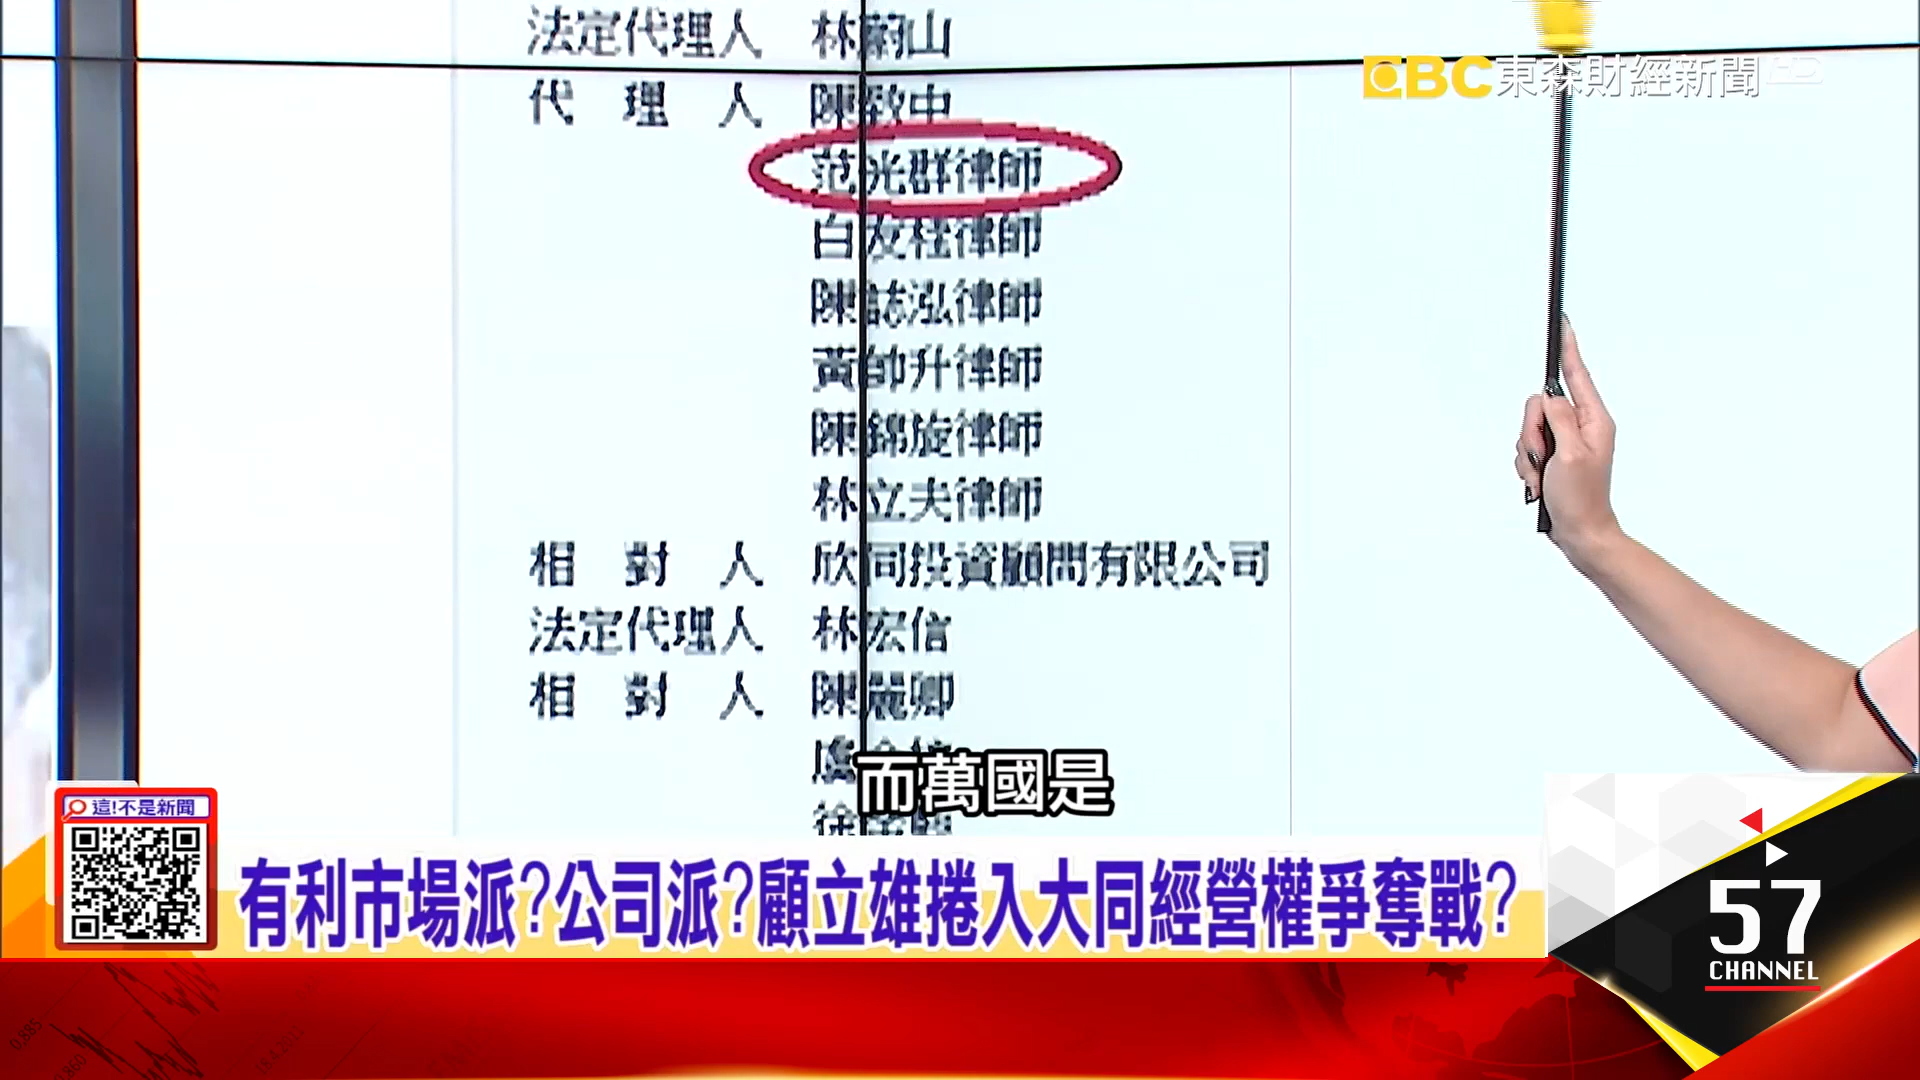 法定代理人 林蔚山
EBC 東森財經新聞 HD
代理人 陳教中
范光群律師
白友桂律師
陳誌泓律師
黃帥升律師
陳錦旋律師
林立夫律師
相對人 欣同投資顧問有限公司
法定代理人 林宏信
相對人 陳麗卿
而萬國是
這!不是新聞
有利市場派?公司派?顧立雄捲入大同經營權爭奪戰?
57
CHANNEL